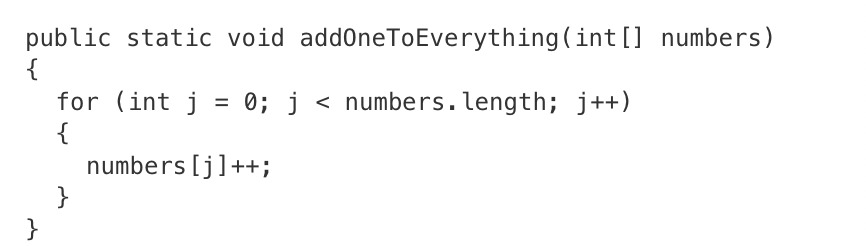 public static void addOneToEverything(int[] numbers)
{
  for (int j = 0; j < numbers.length; j++)
  {
    numbers[j]++;
  }
}